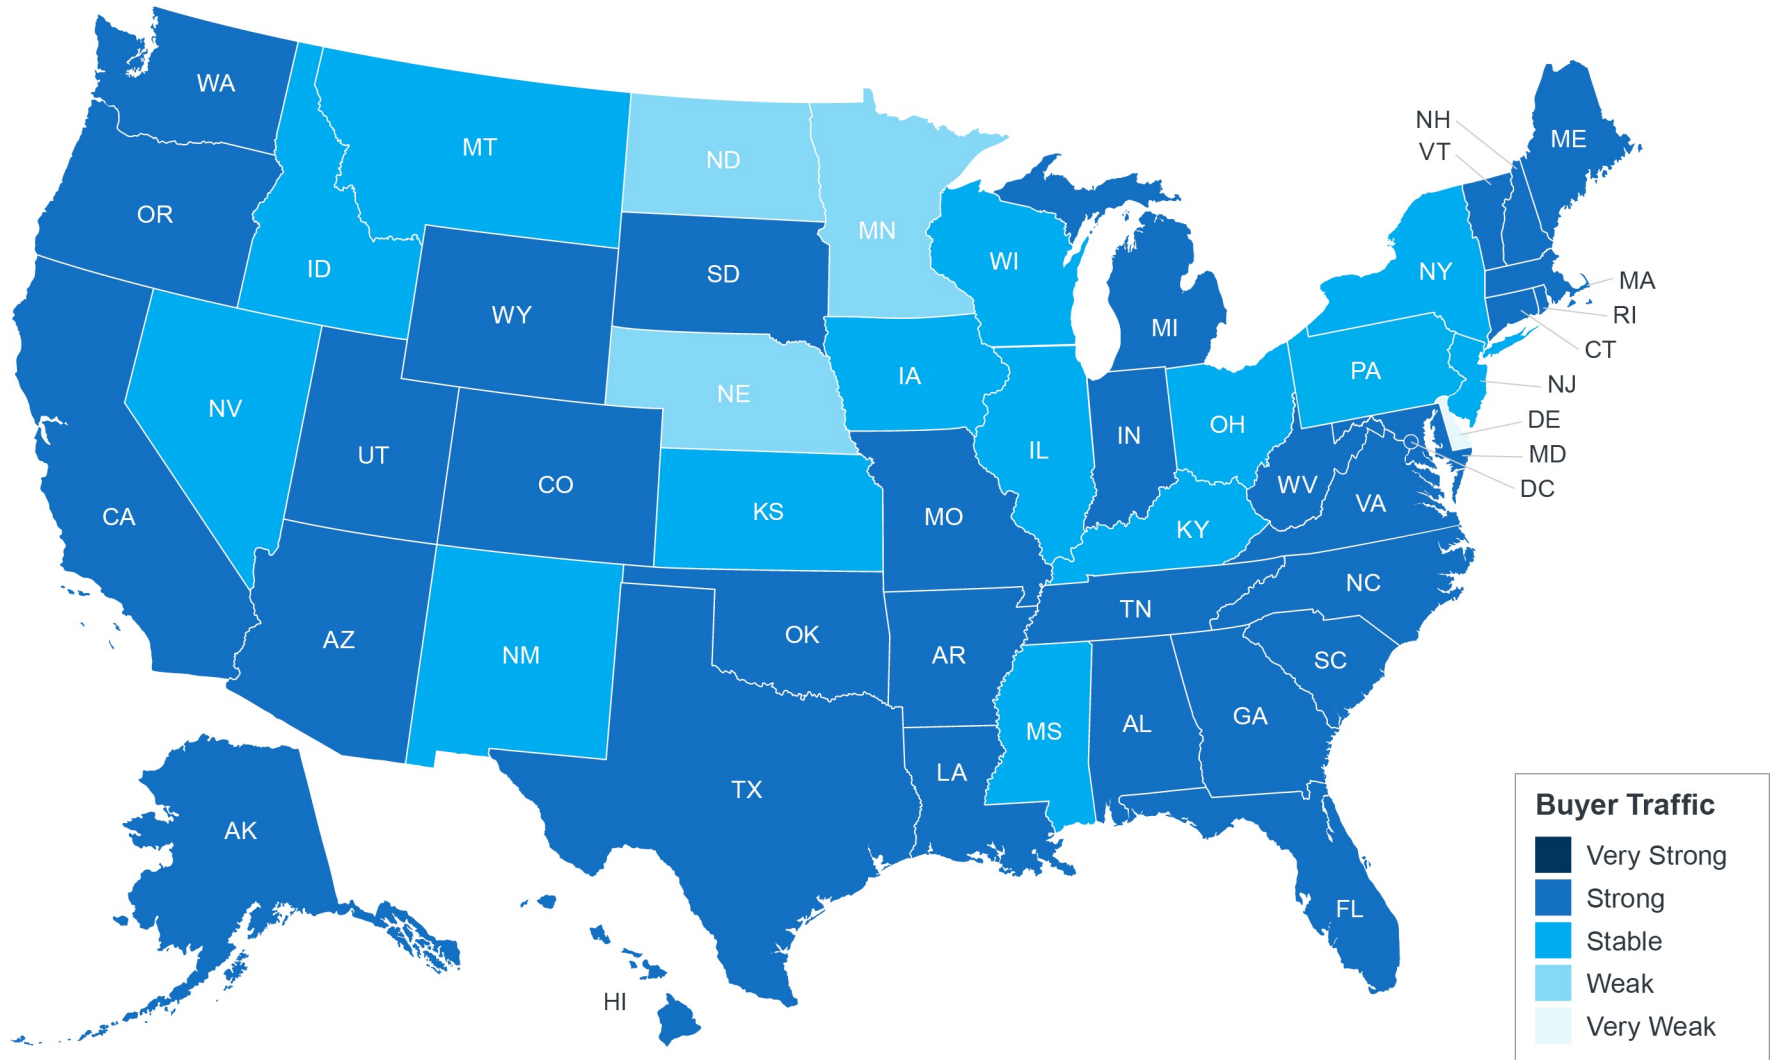 WA
MT
ND
MN
OR
ID
WY
SD
WI
MI
NY
NH
VT
ME
MA
RI
CT
NJ
DE
MD
DC
NV
UT
CO
NE
IA
IL
IN
OH
PA
CA
KS
MO
KY
WV
VA
AZ
NM
OK
AR
TN
NC
SC
MS
AL
GA
TX
LA
FL
AK
HI
Buyer Traffic
Very Strong
Strong
Stable
Weak
Very Weak